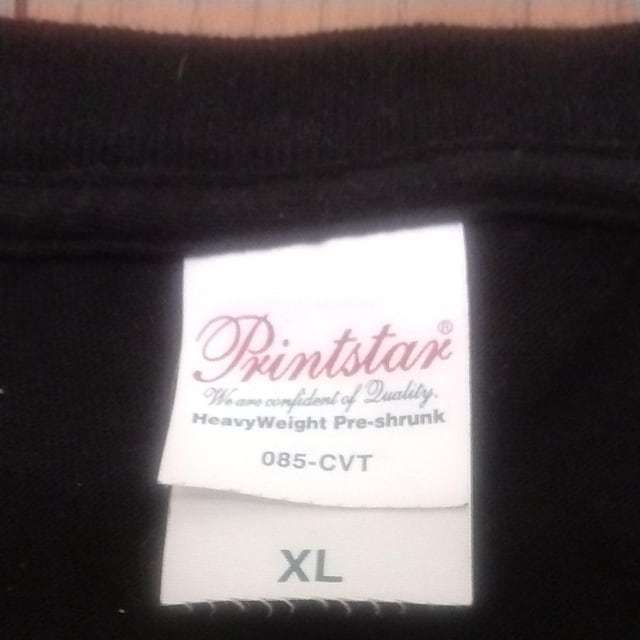 Printstar®
We are confident of Quality.
HeavyWeight Pre-shrunk
085-CVT
XL